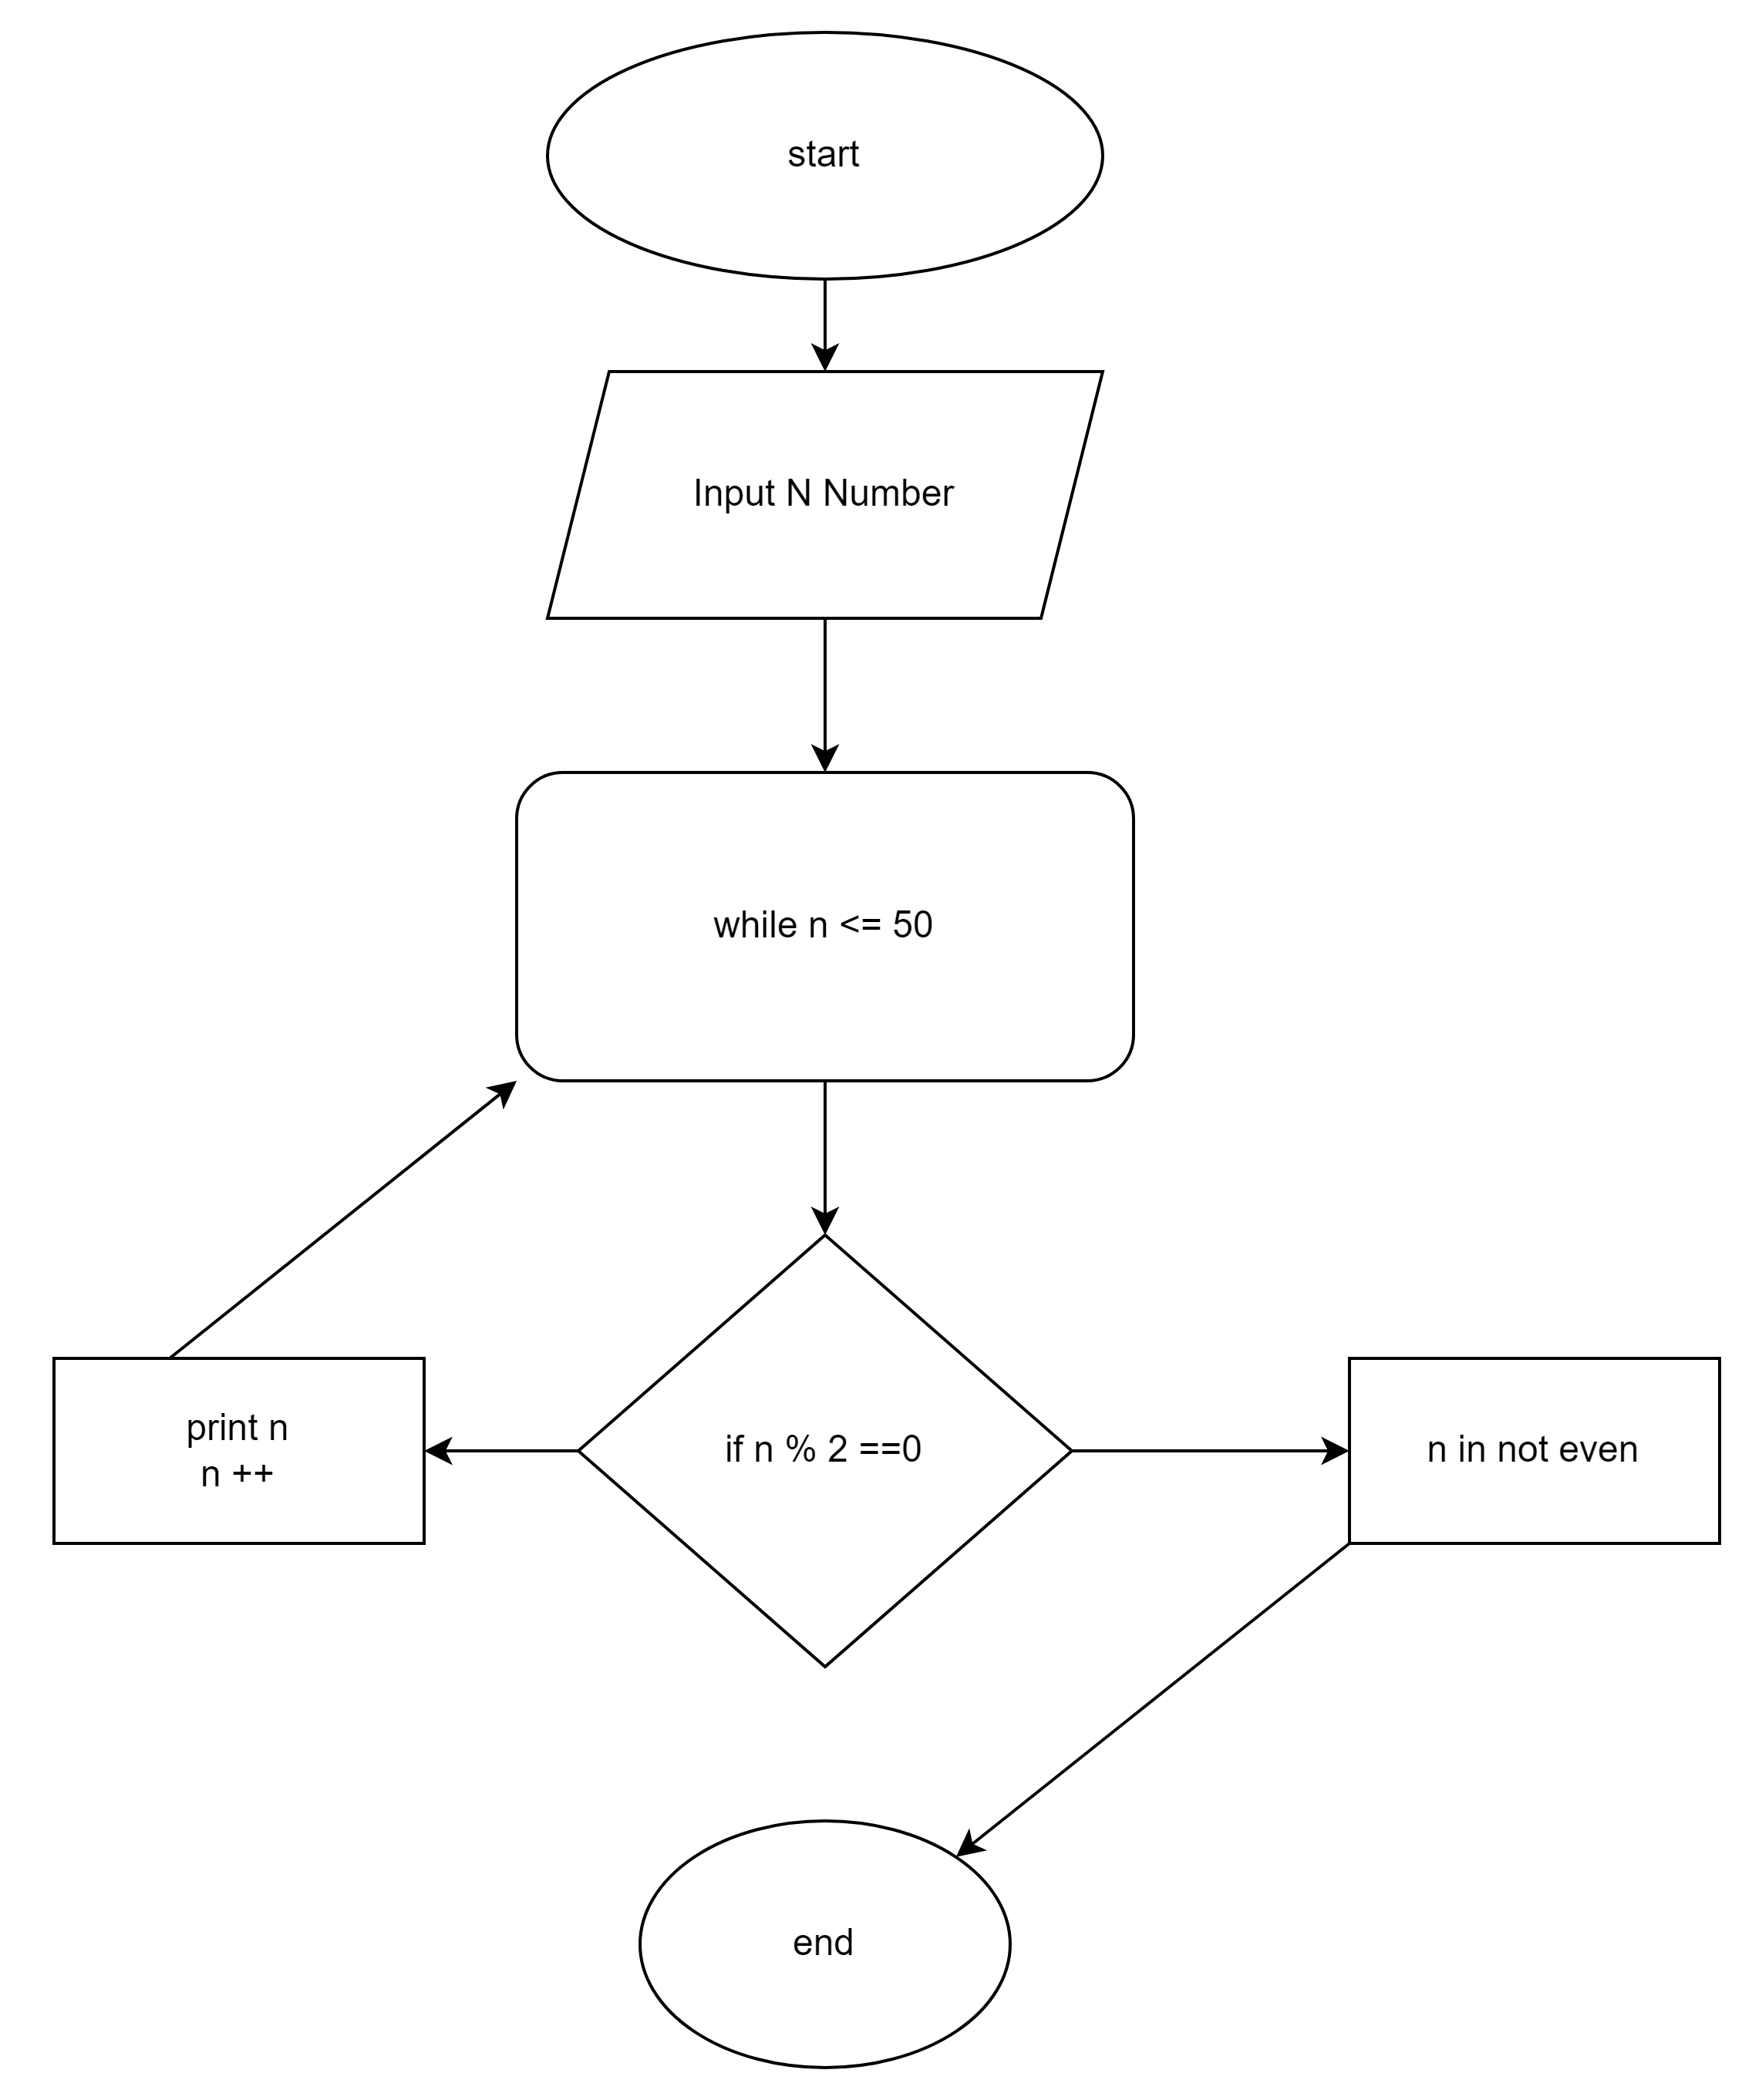 start
Input N Number
while n <= 50
if n % 2 ==0
print n
n ++
n in not even
end